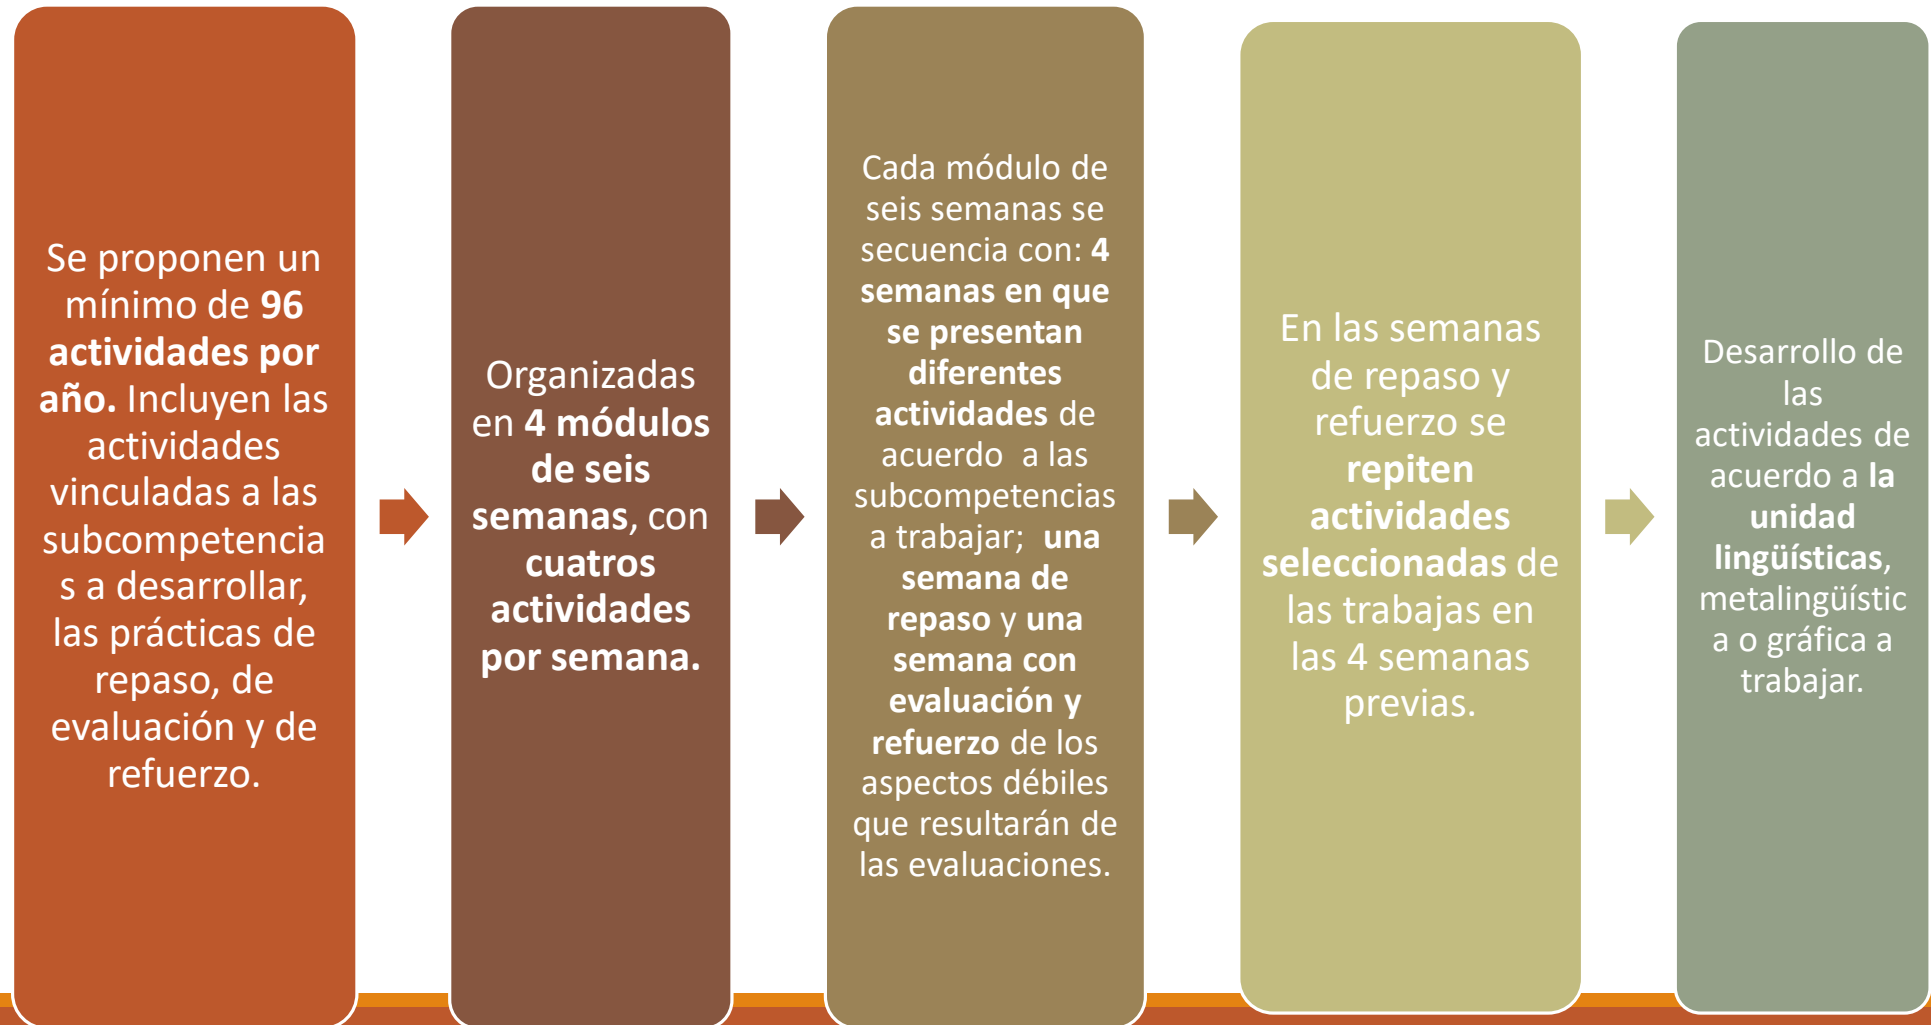 Se proponen un
mínimo de 96
actividades por
año. Incluyen las
actividades
vinculadas a las
subcompetencia
s a desarrollar,
las prácticas de
repaso, de
evaluación y de
refuerzo.
Organizadas
en 4 módulos
de seis
semanas, con
cuatros
actividades
por semana.
Cada módulo de
seis semanas se
secuencia con: 4
semanas en que
se presentan
diferentes
actividades de
acuerdo a las
subcompetencias
a trabajar; una
semana de
repaso y una
semana con
evaluación y
refuerzo de los
aspectos débiles
que resultarán de
las evaluaciones.
En las semanas
de repaso y
refuerzo se
repiten
actividades
seleccionadas de
las trabajas en
las 4 semanas
previas.
Desarrollo de
las
actividades de
acuerdo a la
unidad
lingüísticas,
metalingüístic
a o gráfica a
trabajar.